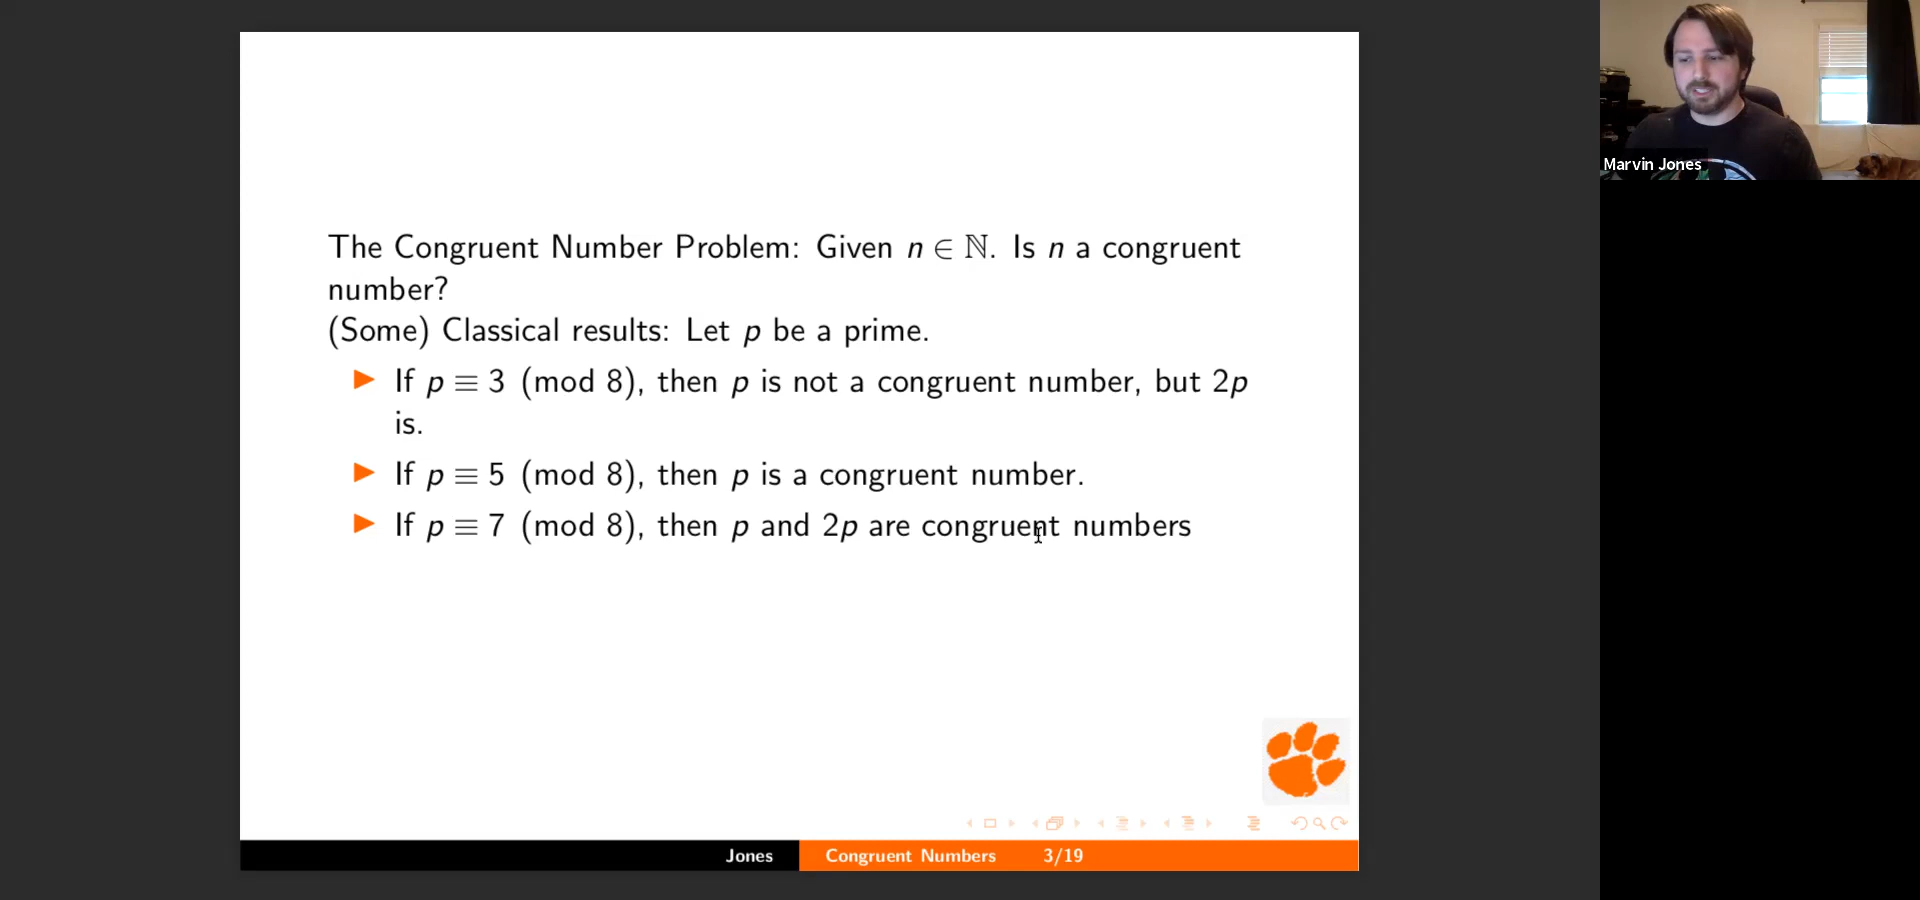 The Congruent Number Problem: Given n ∈ ℕ. Is n a congruent
number?
(Some) Classical results: Let p be a prime.
▶ If p ≡ 3 (mod 8), then p is not a congruent number, but 2p
is.
▶ If p ≡ 5 (mod 8), then p is a congruent number.
▶ If p ≡ 7 (mod 8), then p and 2p are congruent numbers
Jones Congruent Numbers 3/19
Marvin Jones